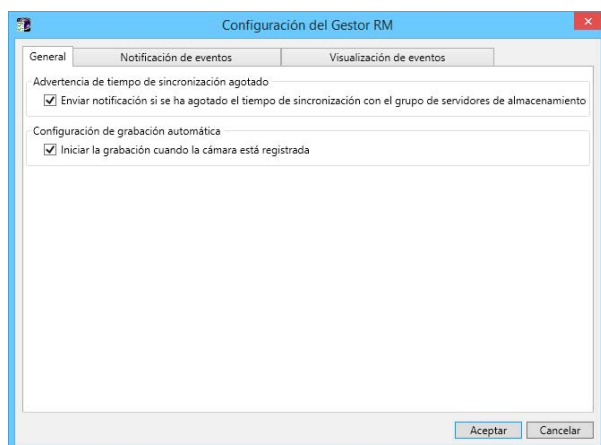 Configuración del Gestor RM
General
Notificación de eventos
Visualización de eventos
Advertencia de tiempo de sincronización agotado
Enviar notificación si se ha agotado el tiempo de sincronización con el grupo de servidores de almacenamiento
Configuración de grabación automática
Iniciar la grabación cuando la cámara está registrada
Aceptar
Cancelar